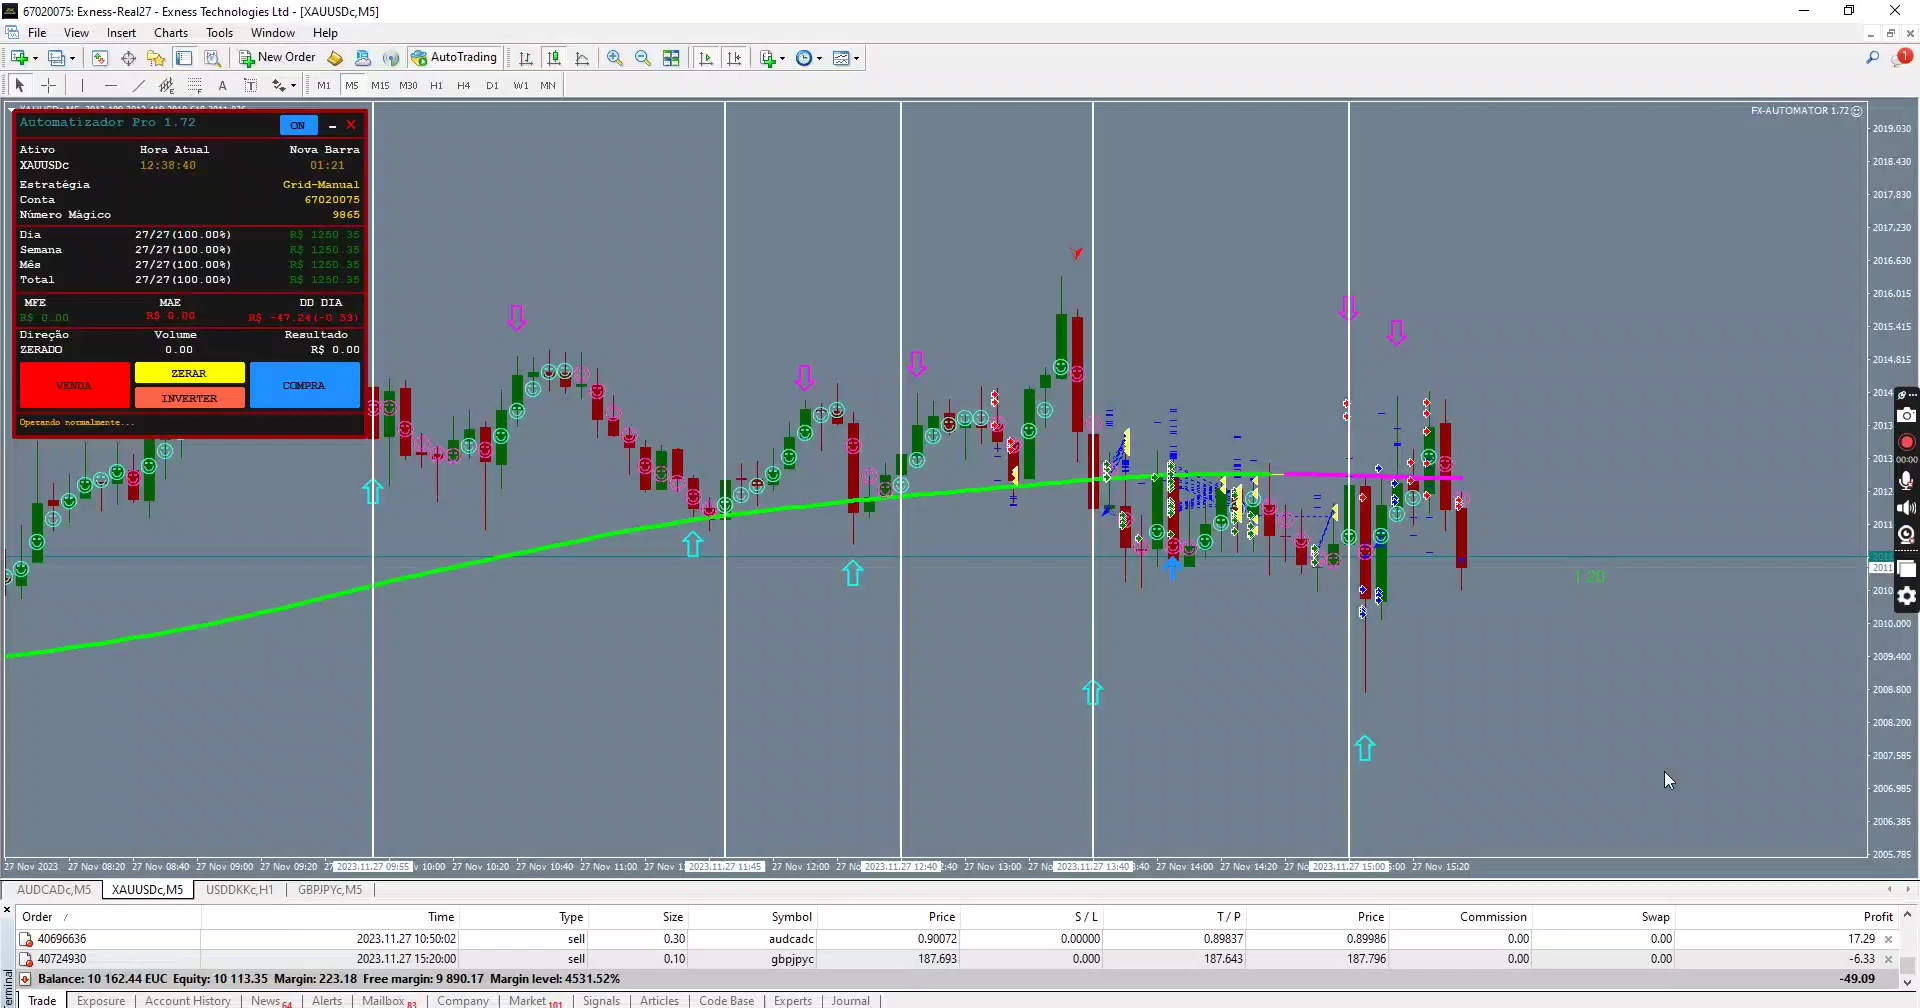 67020075: Exness-Real27 - Exness Technologies Ltd - [XAUUSDc,M5]
File View Insert Charts Tools Window Help
New Order AutoTrading
M1 M5 M15 M30 H1 H4 D1 W1 MN
FX-AUTOMATOR 1.72
Automatizador Pro 1.72 ON
Ativo Hora Atual Nova Barra
XAUUSDc 12:38:40 01:21
Estratégia Grid-Manual
Conta 67020075
Número Mágico 9865
Dia 27/27(100.00%) R$ 1250.35
Semana 27/27(100.00%) R$ 1250.35
Mês 27/27(100.00%) R$ 1250.35
Total 27/27(100.00%) R$ 1250.35
MFE MAE DD DIA
R$ 0.00 R$ 0.00 R$ -47.24(-0.53)
Direção Volume Resultado
ZERADO 0.00 R$ 0.00
VENDA ZERAR COMPRA
INVERTER
Operando normalmente...
2019.030
2018.430
2017.830
2017.230
2016.630
2016.015
2015.415
2014.815
2014
2013
2013
2012
2011
2011
2010
2010.000
2009.400
2008.800
2008.200
2007.585
2006.985
2006.385
2005.785
1 20
00:00
27 Nov 2023 27 Nov 08:20 27 Nov 08:40 27 Nov 09:00 27 Nov 09:20 2023.11.27 09:55 10:00 27 Nov 10:20 27 Nov 10:40 27 Nov 11:00 2023.11.27 11:45 27 Nov 12:00 2023.11.27 12:40 27 Nov 13:00 2023.11.27 13:40 27 Nov 14:00 27 Nov 14:20 2023.11.27 15:00 27 Nov 15:20
AUDCADc,M5 XAUUSDc,M5 USDDKKc,H1 GBPJPYc,M5
Order / Time Type Size Symbol Price S / L T / P Price Commission Swap Profit
40696636 2023.11.27 10:50:02 sell 0.30 audcadc 0.90072 0.00000 0.89837 0.89986 0.00 0.00 17.29
40724930 2023.11.27 15:20:00 sell 0.10 gbpjpyc 187.693 0.000 187.643 187.796 0.00 0.00 -6.33
Balance: 10 162.44 EUC Equity: 10 113.35 Margin: 223.18 Free margin: 9 890.17 Margin level: 4531.52% -49.09
Trade Exposure Account History News 64 Alerts Mailbox 83 Company Market 101 Signals Articles Code Base Experts Journal